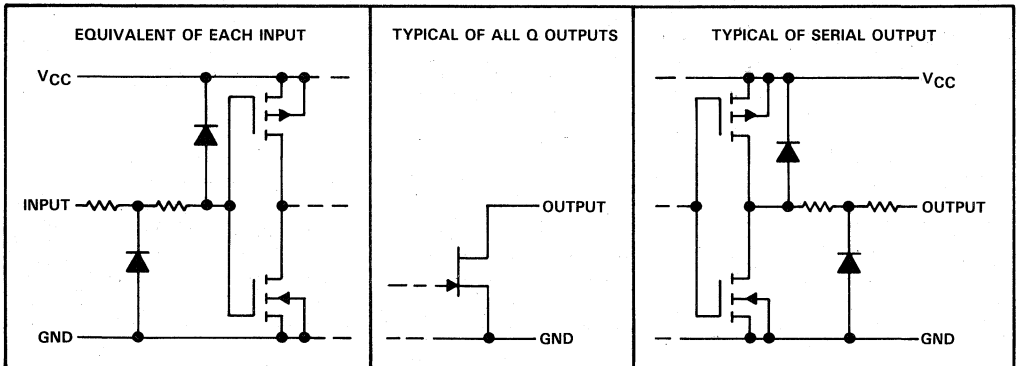 EQUIVALENT OF EACH INPUT
VCC
INPUT
GND
TYPICAL OF ALL Q OUTPUTS
OUTPUT
GND
TYPICAL OF SERIAL OUTPUT
VCC
OUTPUT
GND